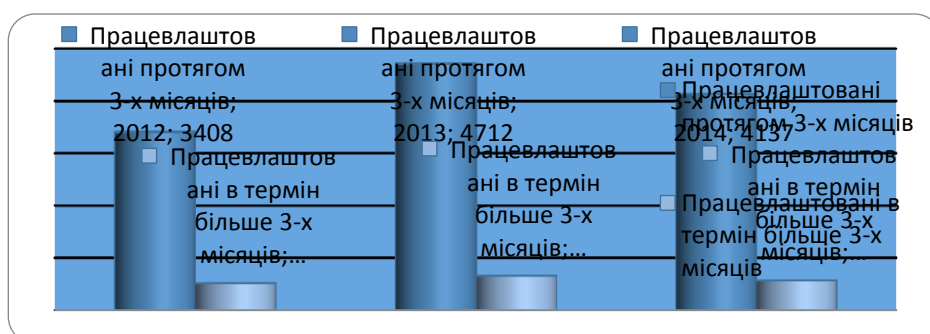 Працевлаштов
ані протягом
3-х місяців;
2012; 3408
Працевлаштов
ані протягом
3-х місяців;
2013; 4712
Працевлаштов
ані протягом
3-х місяців;
2014; 4137
Працевлаштов
ані в термін
більше 3-х
місяців;...
Працевлаштов
ані в термін
більше 3-х
місяців;...
Працевлаштов
ані в термін
більше 3-х
місяців;...
Працевлаштовані
протягом 3-х місяців
Працевлаштовані в
термін більше 3-х
місяців